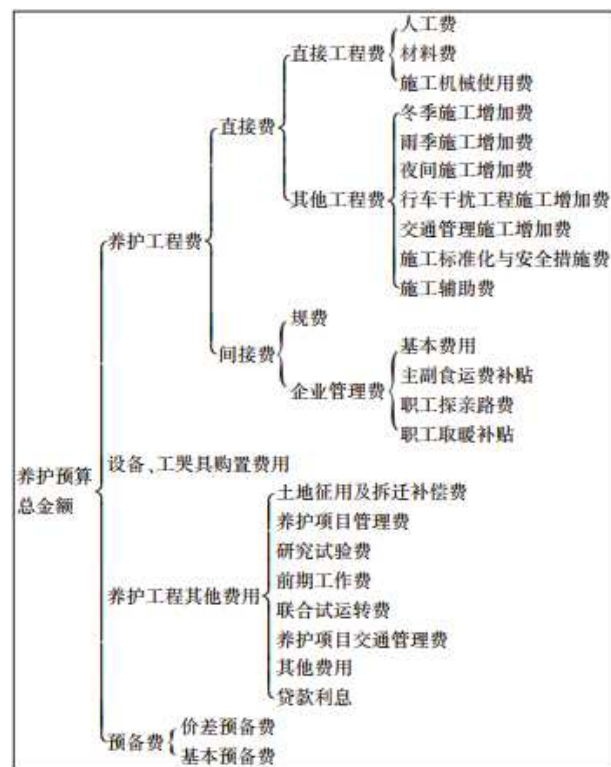 人工费
直接工程费
材料费
施工机械使用费
直接费
冬季施工增加费
雨季施工增加费
夜间施工增加费
其他工程费
行车干扰工程施工增加费
养护工程费
交通管理施工增加费
施工标准化与安全措施费
施工辅助费
规费
间接费
基本费用
企业管理费
主副食运费补贴
职工探亲路费
职工取暖补贴
养护预算
总金额
设备、工哭具购置费用
土地征用及拆迁补偿费
养护项目管理费
研究试验费
养护工程其他费用
前期工作费
联合试运转费
养护项目交通管理费
其他费用
贷款利息
预备费
价差预备费
基本预备费